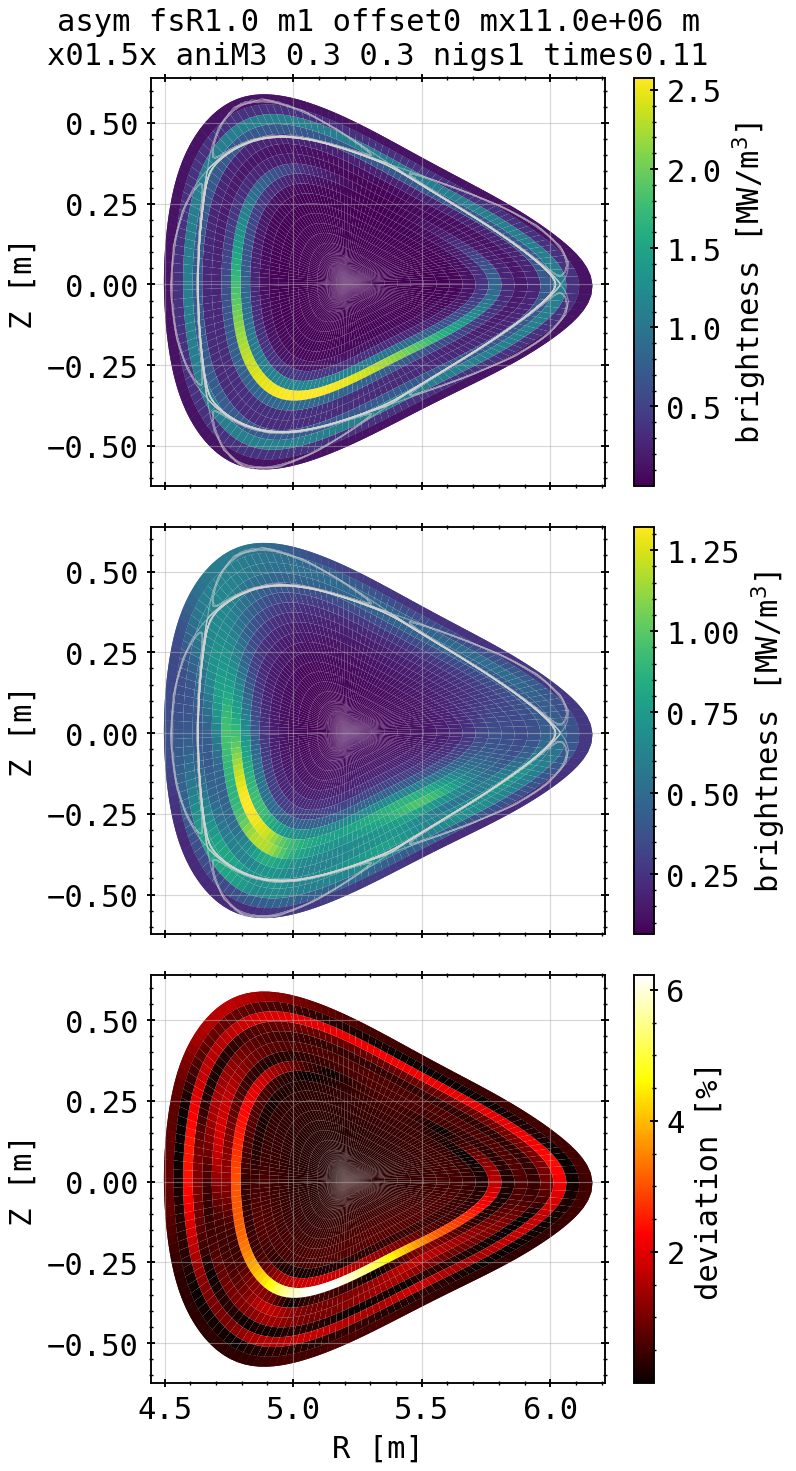 asym fsR1.0 m1 offset0 mx11.0e+06 m
x01.5x aniM3 0.3 0.3 nigs1 times0.11
0.50
0.25
0.00
−0.25
−0.50
Z [m]
2.5
2.0
1.5
1.0
0.5
brightness [MW/m³]
0.50
0.25
0.00
−0.25
−0.50
Z [m]
1.25
1.00
0.75
0.50
0.25
brightness [MW/m³]
0.50
0.25
0.00
−0.25
−0.50
Z [m]
6
4
2
deviation [%]
4.5 5.0 5.5 6.0
R [m]